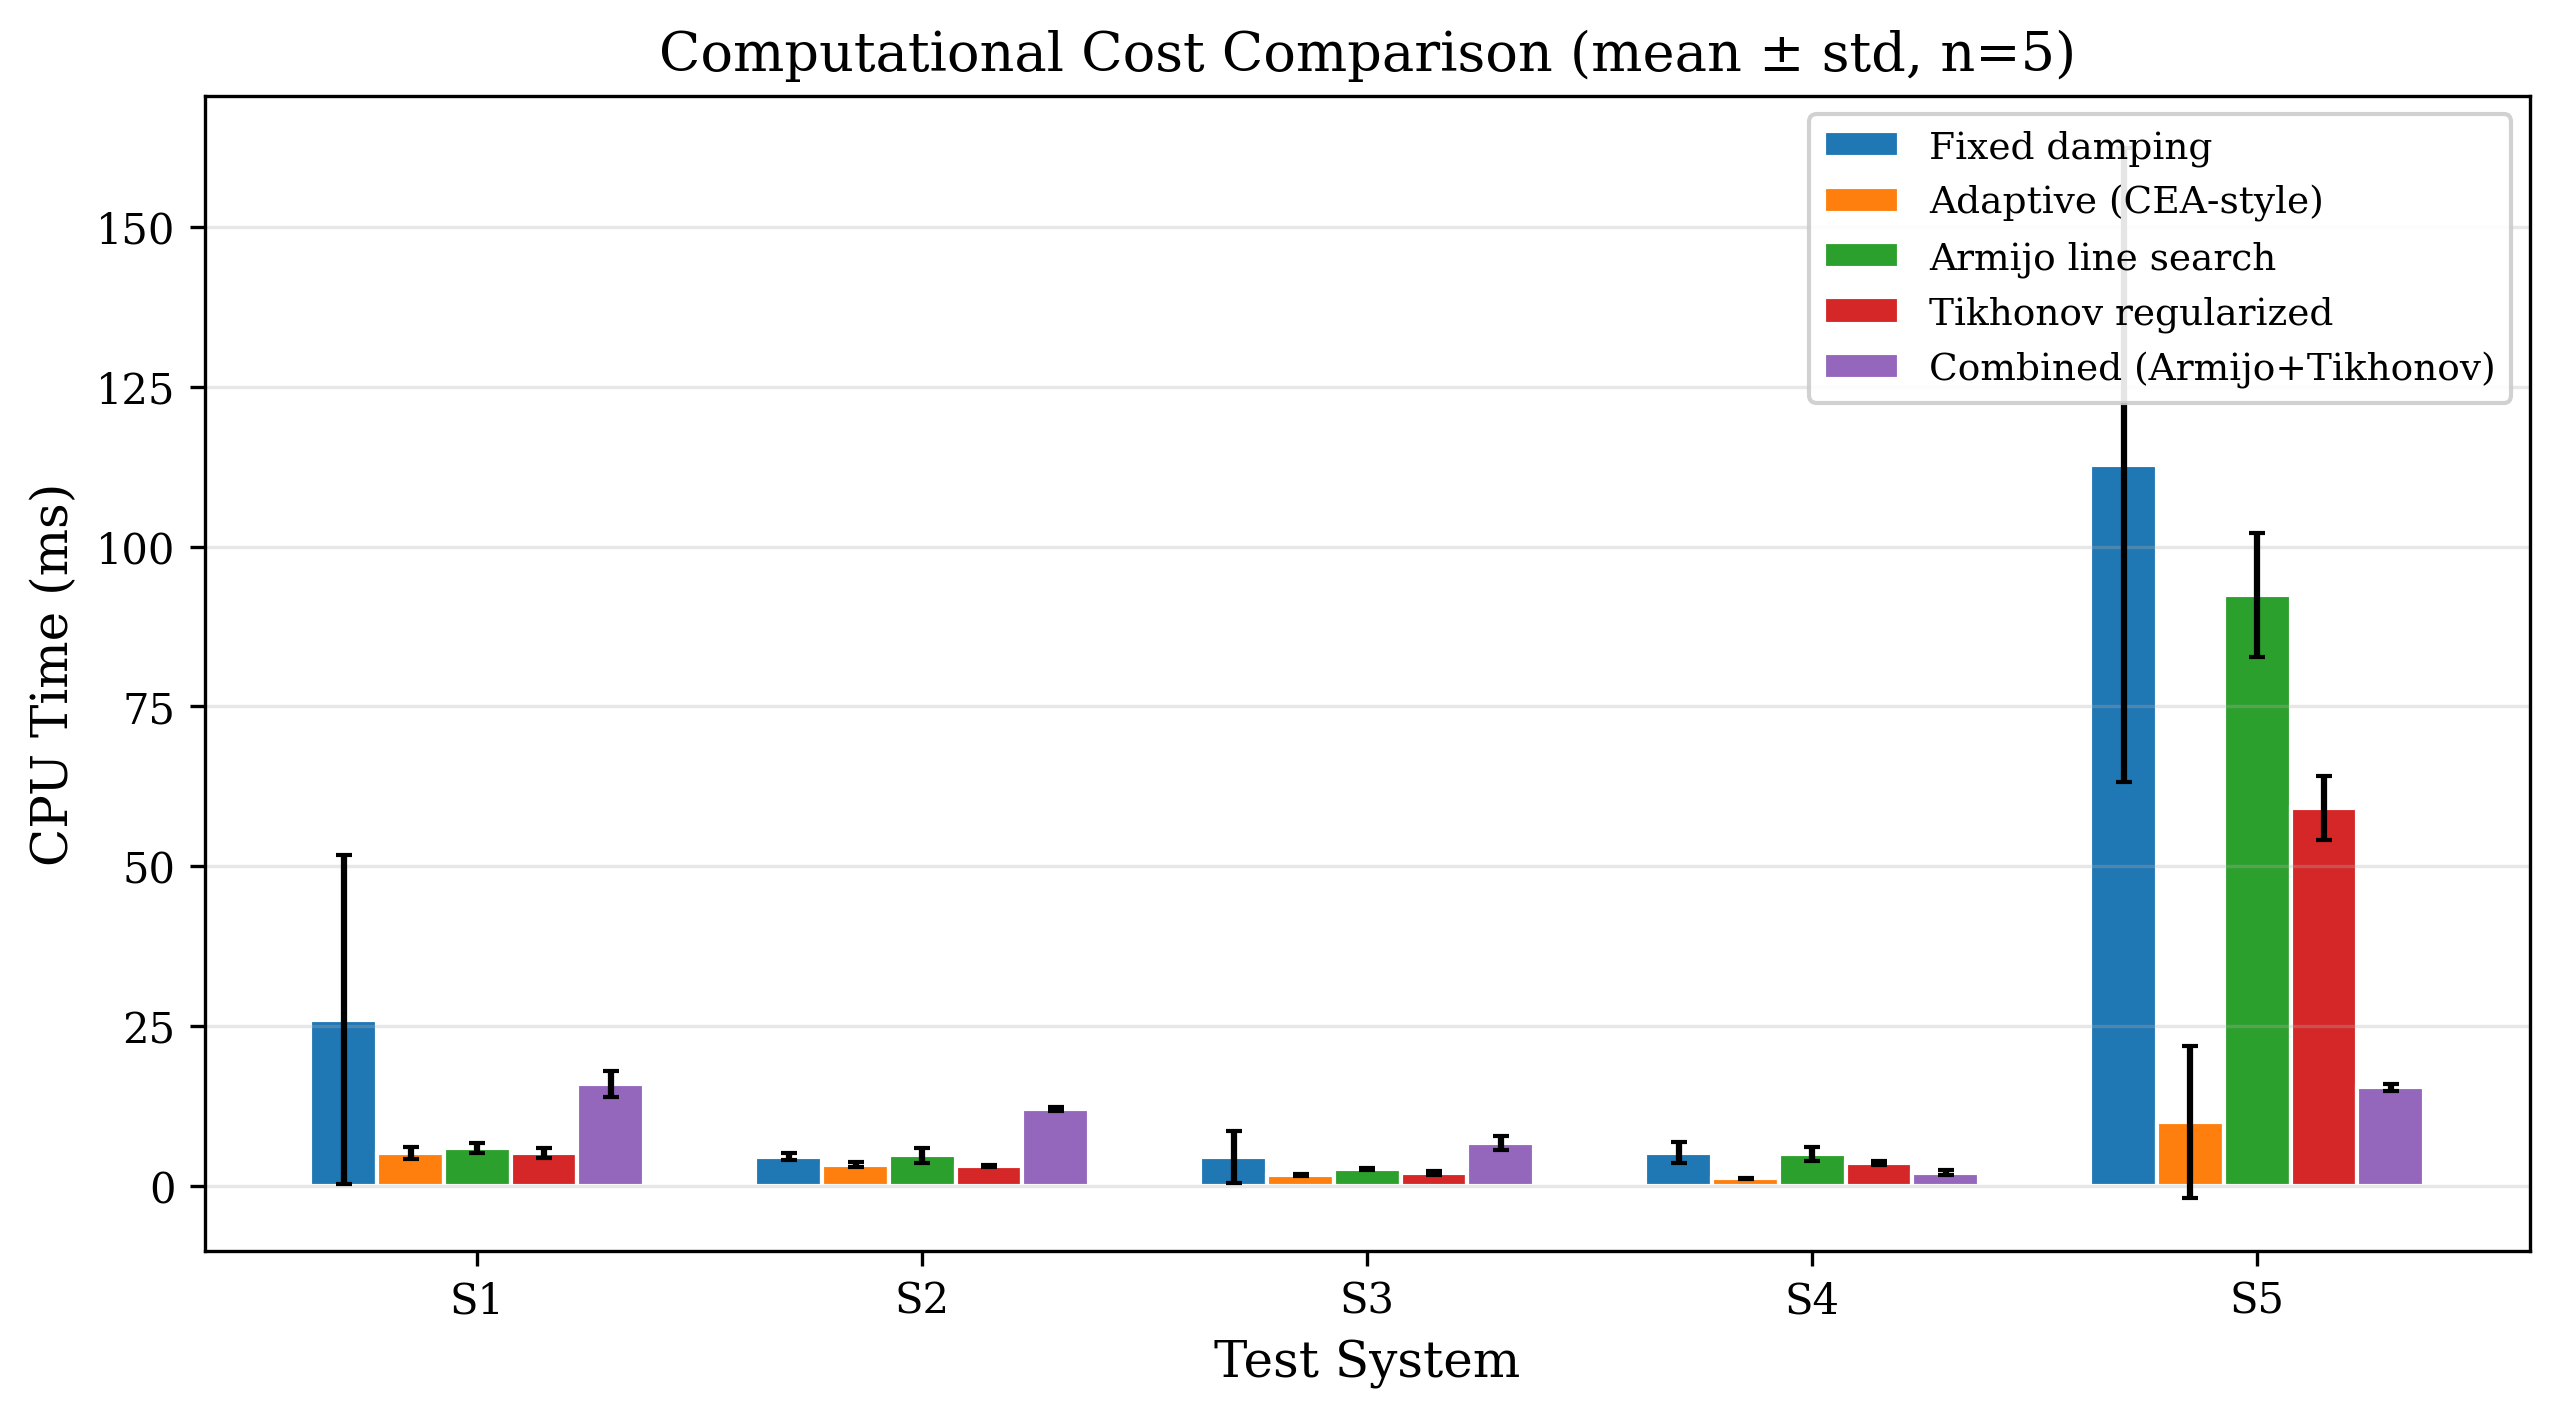 Computational Cost Comparison (mean ± std, n=5)
Fixed damping
Adaptive (CEA-style)
Armijo line search
Tikhonov regularized
Combined (Armijo+Tikhonov)
CPU Time (ms)
150
125
100
75
50
25
0
S1 S2 S3 S4 S5
Test System